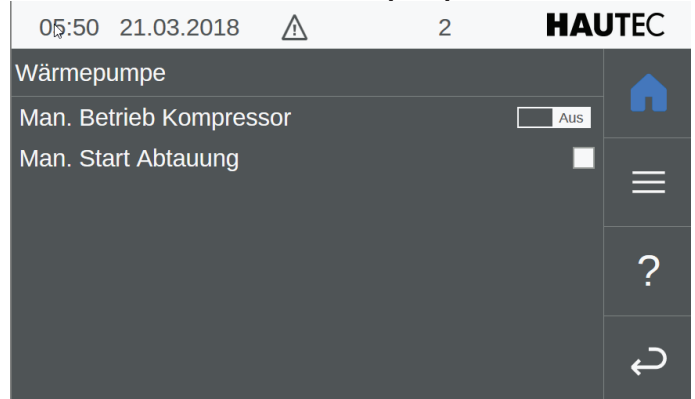 05:50 21.03.2018 2 HAUTEC
Wärmepumpe
Man. Betrieb Kompressor Aus
Man. Start Abtauung
?